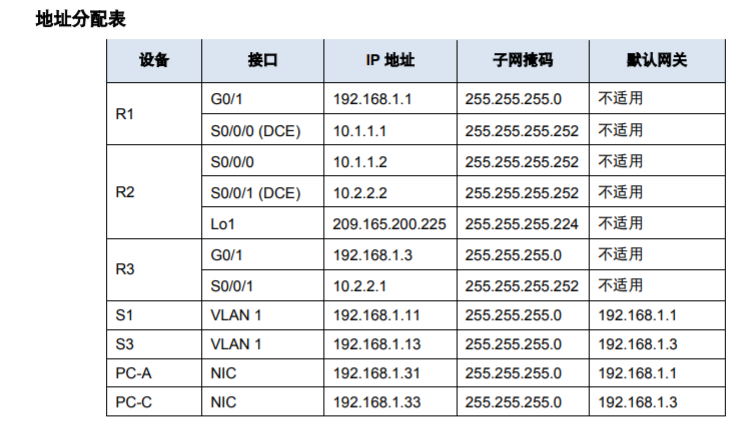 地址分配表
设备 接口 IP 地址 子网掩码 默认网关
R1 G0/1 192.168.1.1 255.255.255.0 不适用
S0/0/0 (DCE) 10.1.1.1 255.255.255.252 不适用
R2 S0/0/0 10.1.1.2 255.255.255.252 不适用
S0/0/1 (DCE) 10.2.2.2 255.255.255.252 不适用
Lo1 209.165.200.225 255.255.255.224 不适用
R3 G0/1 192.168.1.3 255.255.255.0 不适用
S0/0/1 10.2.2.1 255.255.255.252 不适用
S1 VLAN 1 192.168.1.11 255.255.255.0 192.168.1.1
S3 VLAN 1 192.168.1.13 255.255.255.0 192.168.1.3
PC-A NIC 192.168.1.31 255.255.255.0 192.168.1.1
PC-C NIC 192.168.1.33 255.255.255.0 192.168.1.3